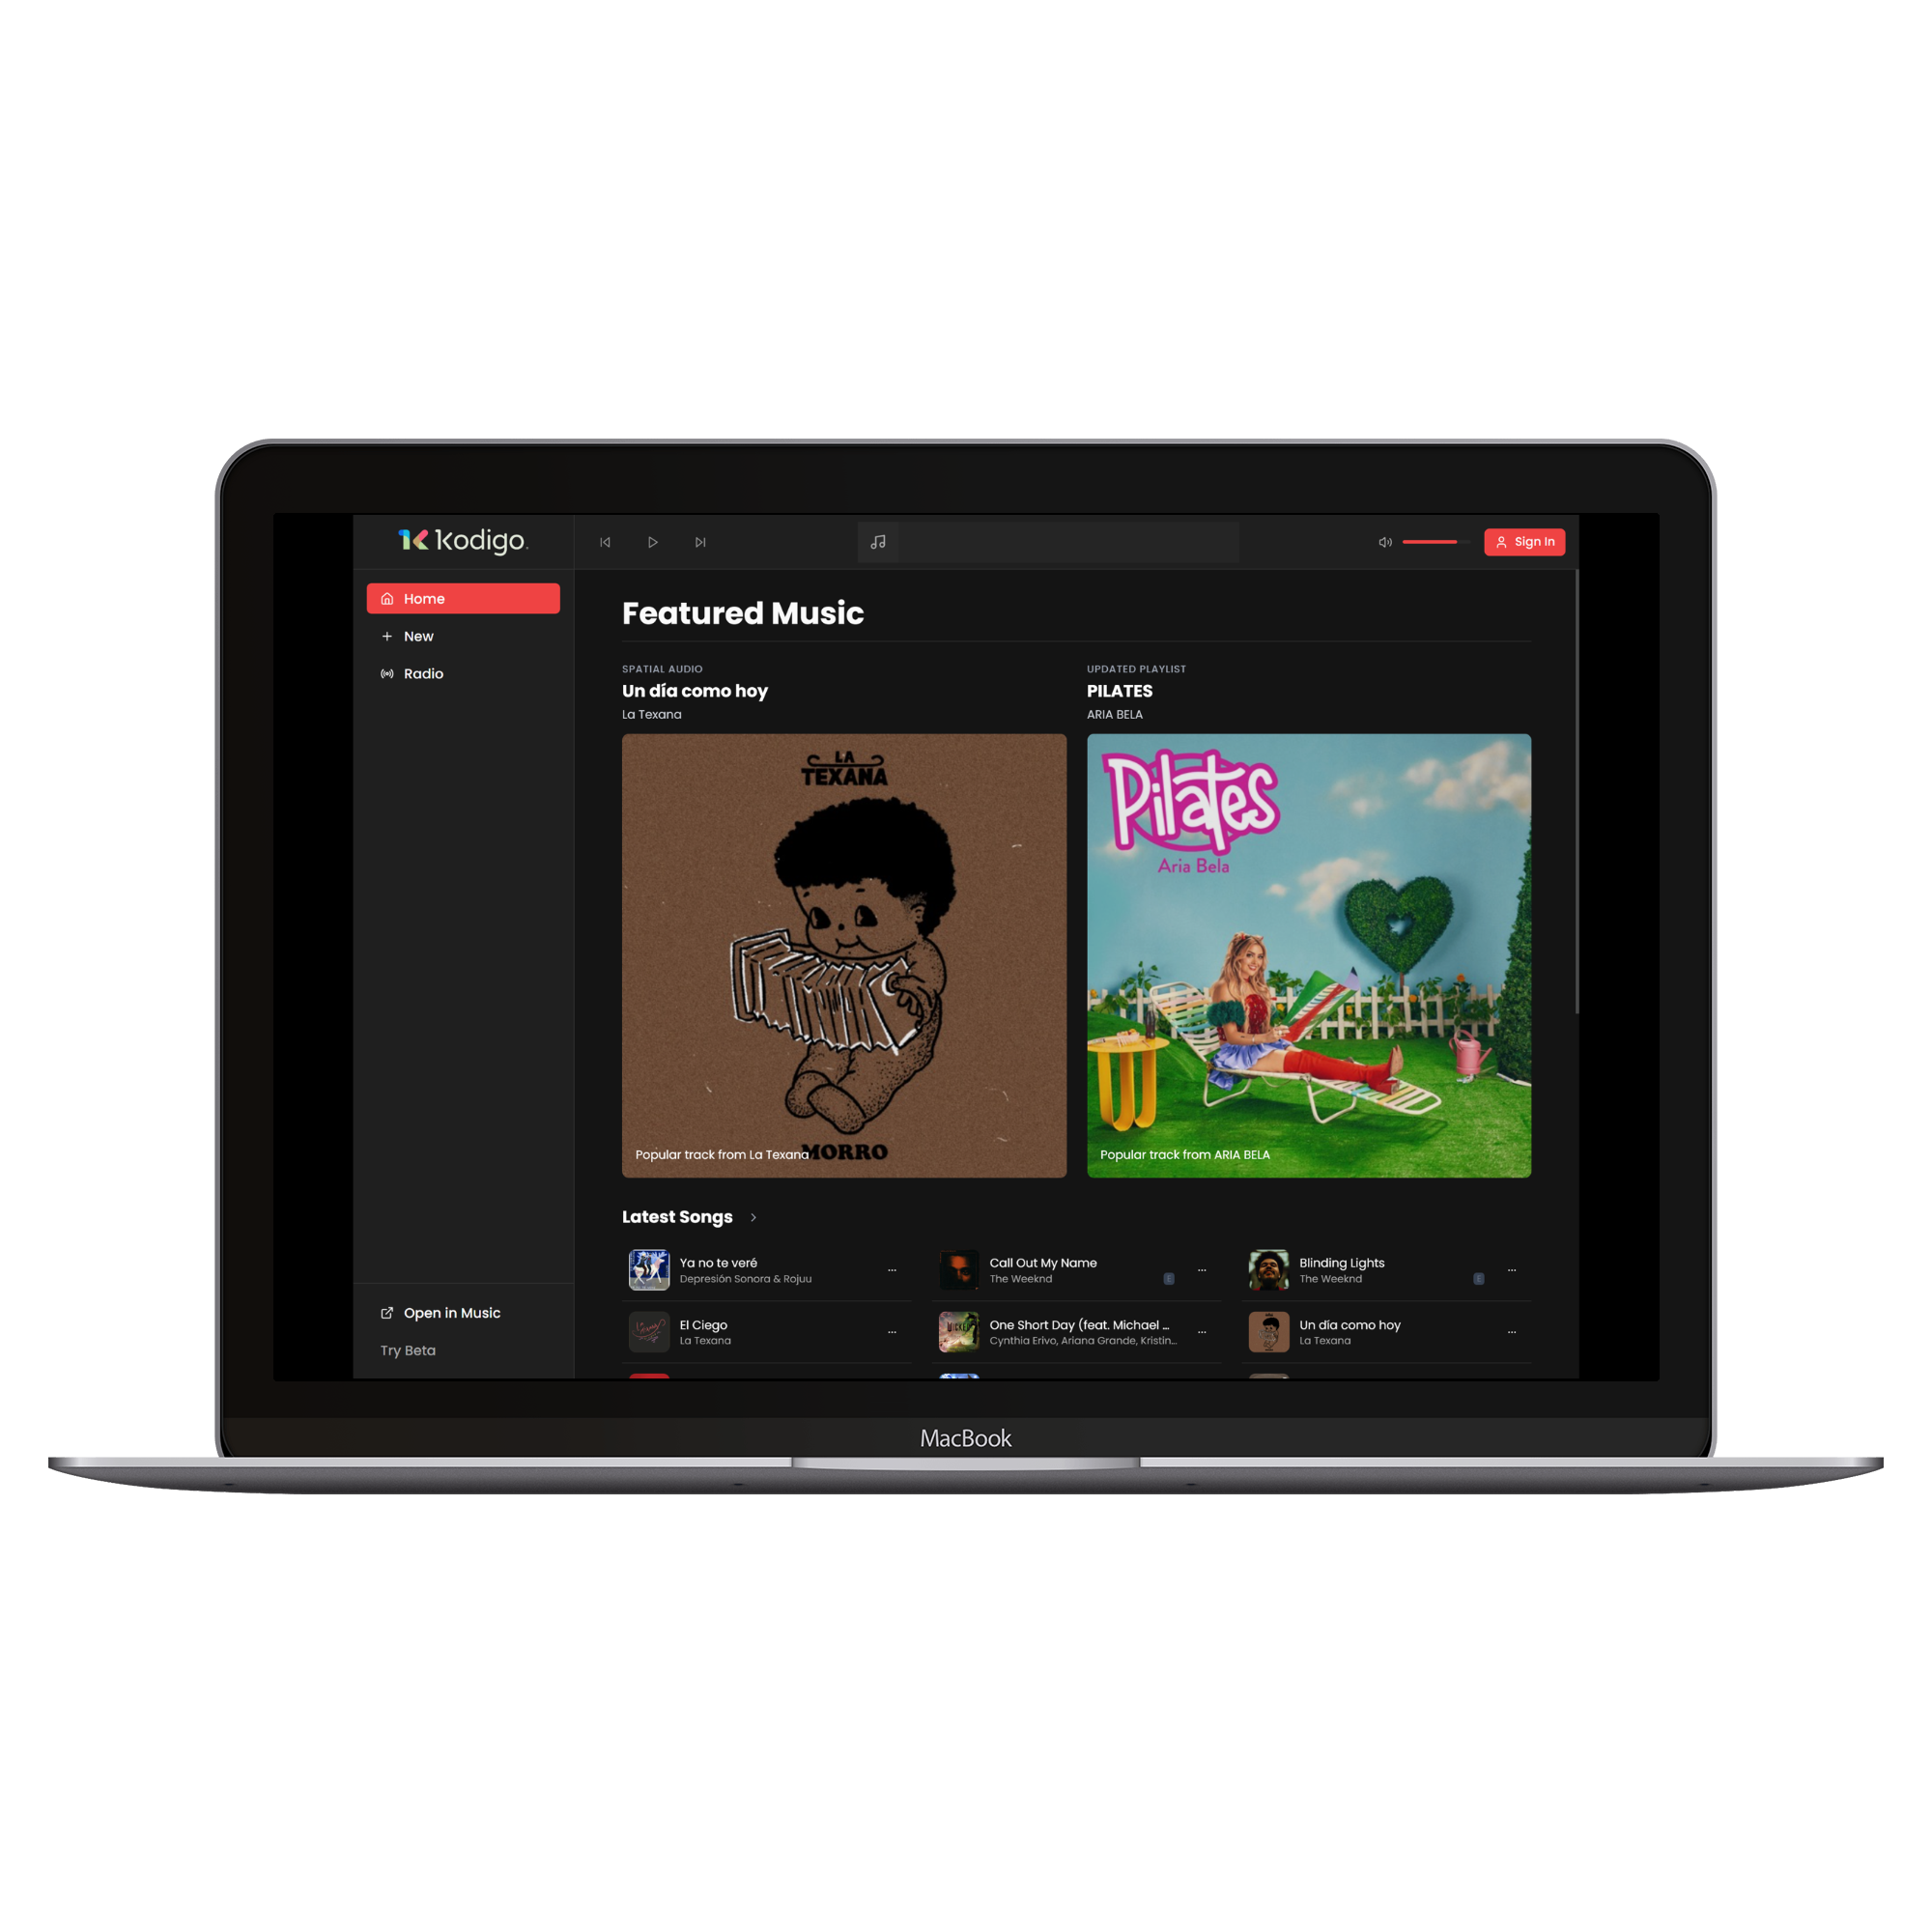 Kodigo.
Sign In
Home
New
Radio
Featured Music
SPATIAL AUDIO
Un día como hoy
La Texana
UPDATED PLAYLIST
PILATES
ARIA BELA
LA
TEXANA
MORRO
Popular track from La Texana
Pilates
Aria Bela
Popular track from ARIA BELA
Latest Songs
Ya no te veré
Depresión Sonora & Rojuu
Call Out My Name
The Weeknd
E
Blinding Lights
The Weeknd
E
El Ciego
La Texana
One Short Day (feat. Michael ...
Cynthia Erivo, Ariana Grande, Kristin...
Un día como hoy
La Texana
Open in Music
Try Beta
MacBook